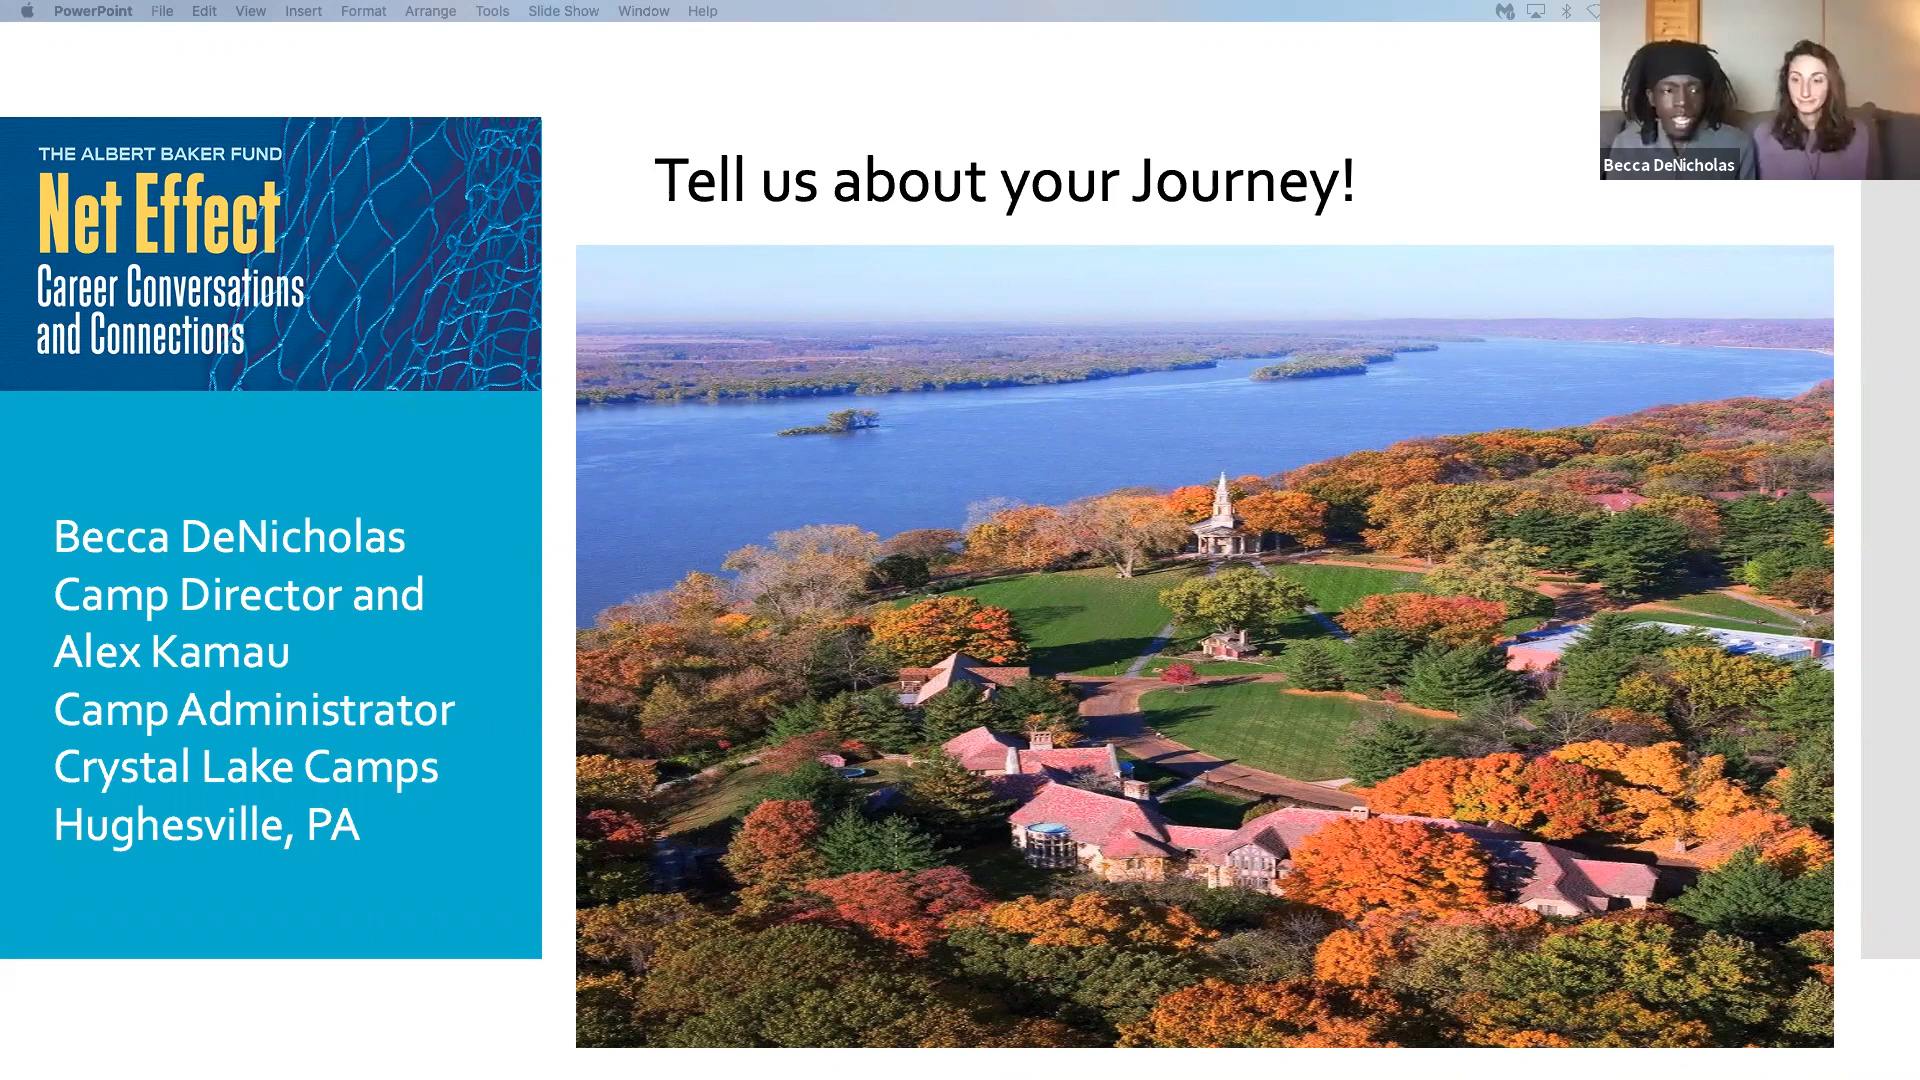 PowerPoint File Edit View Insert Format Arrange Tools Slide Show Window Help
Becca DeNicholas
THE ALBERT BAKER FUND
Net Effect
Career Conversations
and Connections
Tell us about your Journey!
Becca DeNicholas
Camp Director and
Alex Kamau
Camp Administrator
Crystal Lake Camps
Hughesville, PA